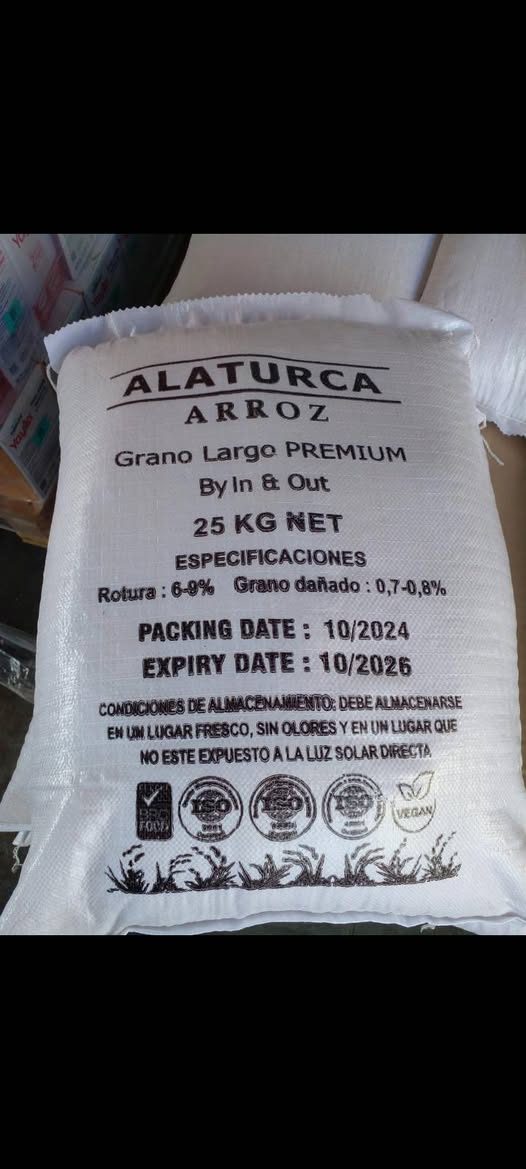 ALATURCA
ARROZ
Grano Largo PREMIUM
By In & Out
25 KG NET
ESPECIFICACIONES
Rotura : 6-9% Grano dañado : 0,7-0,8%
PACKING DATE : 10/2024
EXPIRY DATE : 10/2026
CONDICIONES DE ALMACENAMIENTO: DEBE ALMACENARSE
EN UN LUGAR FRESCO, SIN OLORES Y EN UN LUGAR QUE
NO ESTE EXPUESTO A LA LUZ SOLAR DIRECTA
FOOD ISO ISO ISO VEGAN